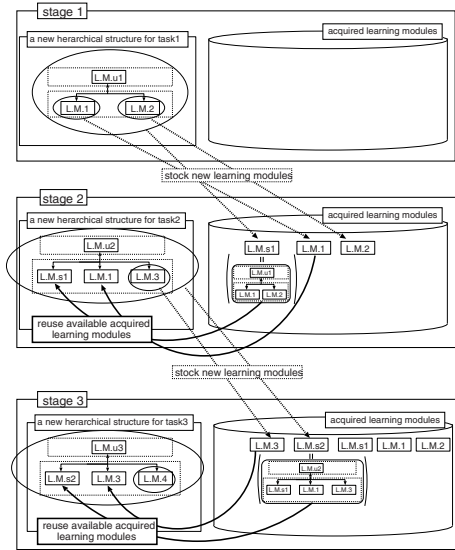 stage 1
a new herarchical structure for task1
acquired learning modules
L.M.u1
L.M.1
L.M.2
stock new learning modules
stage 2
a new hierarchical structure for task2
acquired learning modules
L.M.u2
L.M.s1
L.M.1
L.M.2
L.M.s1
L.M.1
L.M.3
L.M.u1
L.M.1
L.M.2
reuse available acquired
learning modules
stock new learning modules
stage 3
a new herarchical structure for task3
acquired learning modules
L.M.u3
L.M.3
L.M.s2
L.M.s1
L.M.1
L.M.2
L.M.s2
L.M.3
L.M.4
L.M.u2
L.M.s1
L.M.1
L.M.3
reuse available acquired
learning modules